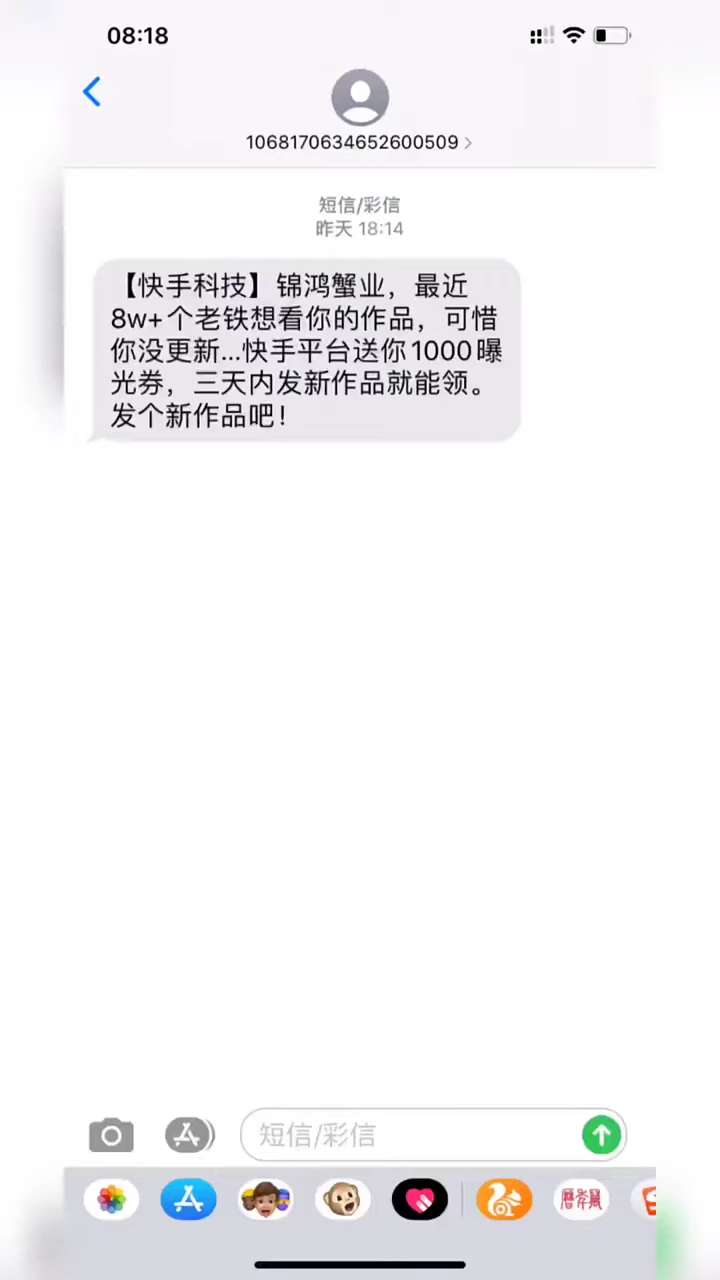 08:18
1068170634652600509
短信/彩信
昨天 18:14
【快手科技】锦鸿蟹业，最近
8w+个老铁想看你的作品，可惜
你没更新...快手平台送你1000曝
光券，三天内发新作品就能领。
发个新作品吧！
短信/彩信